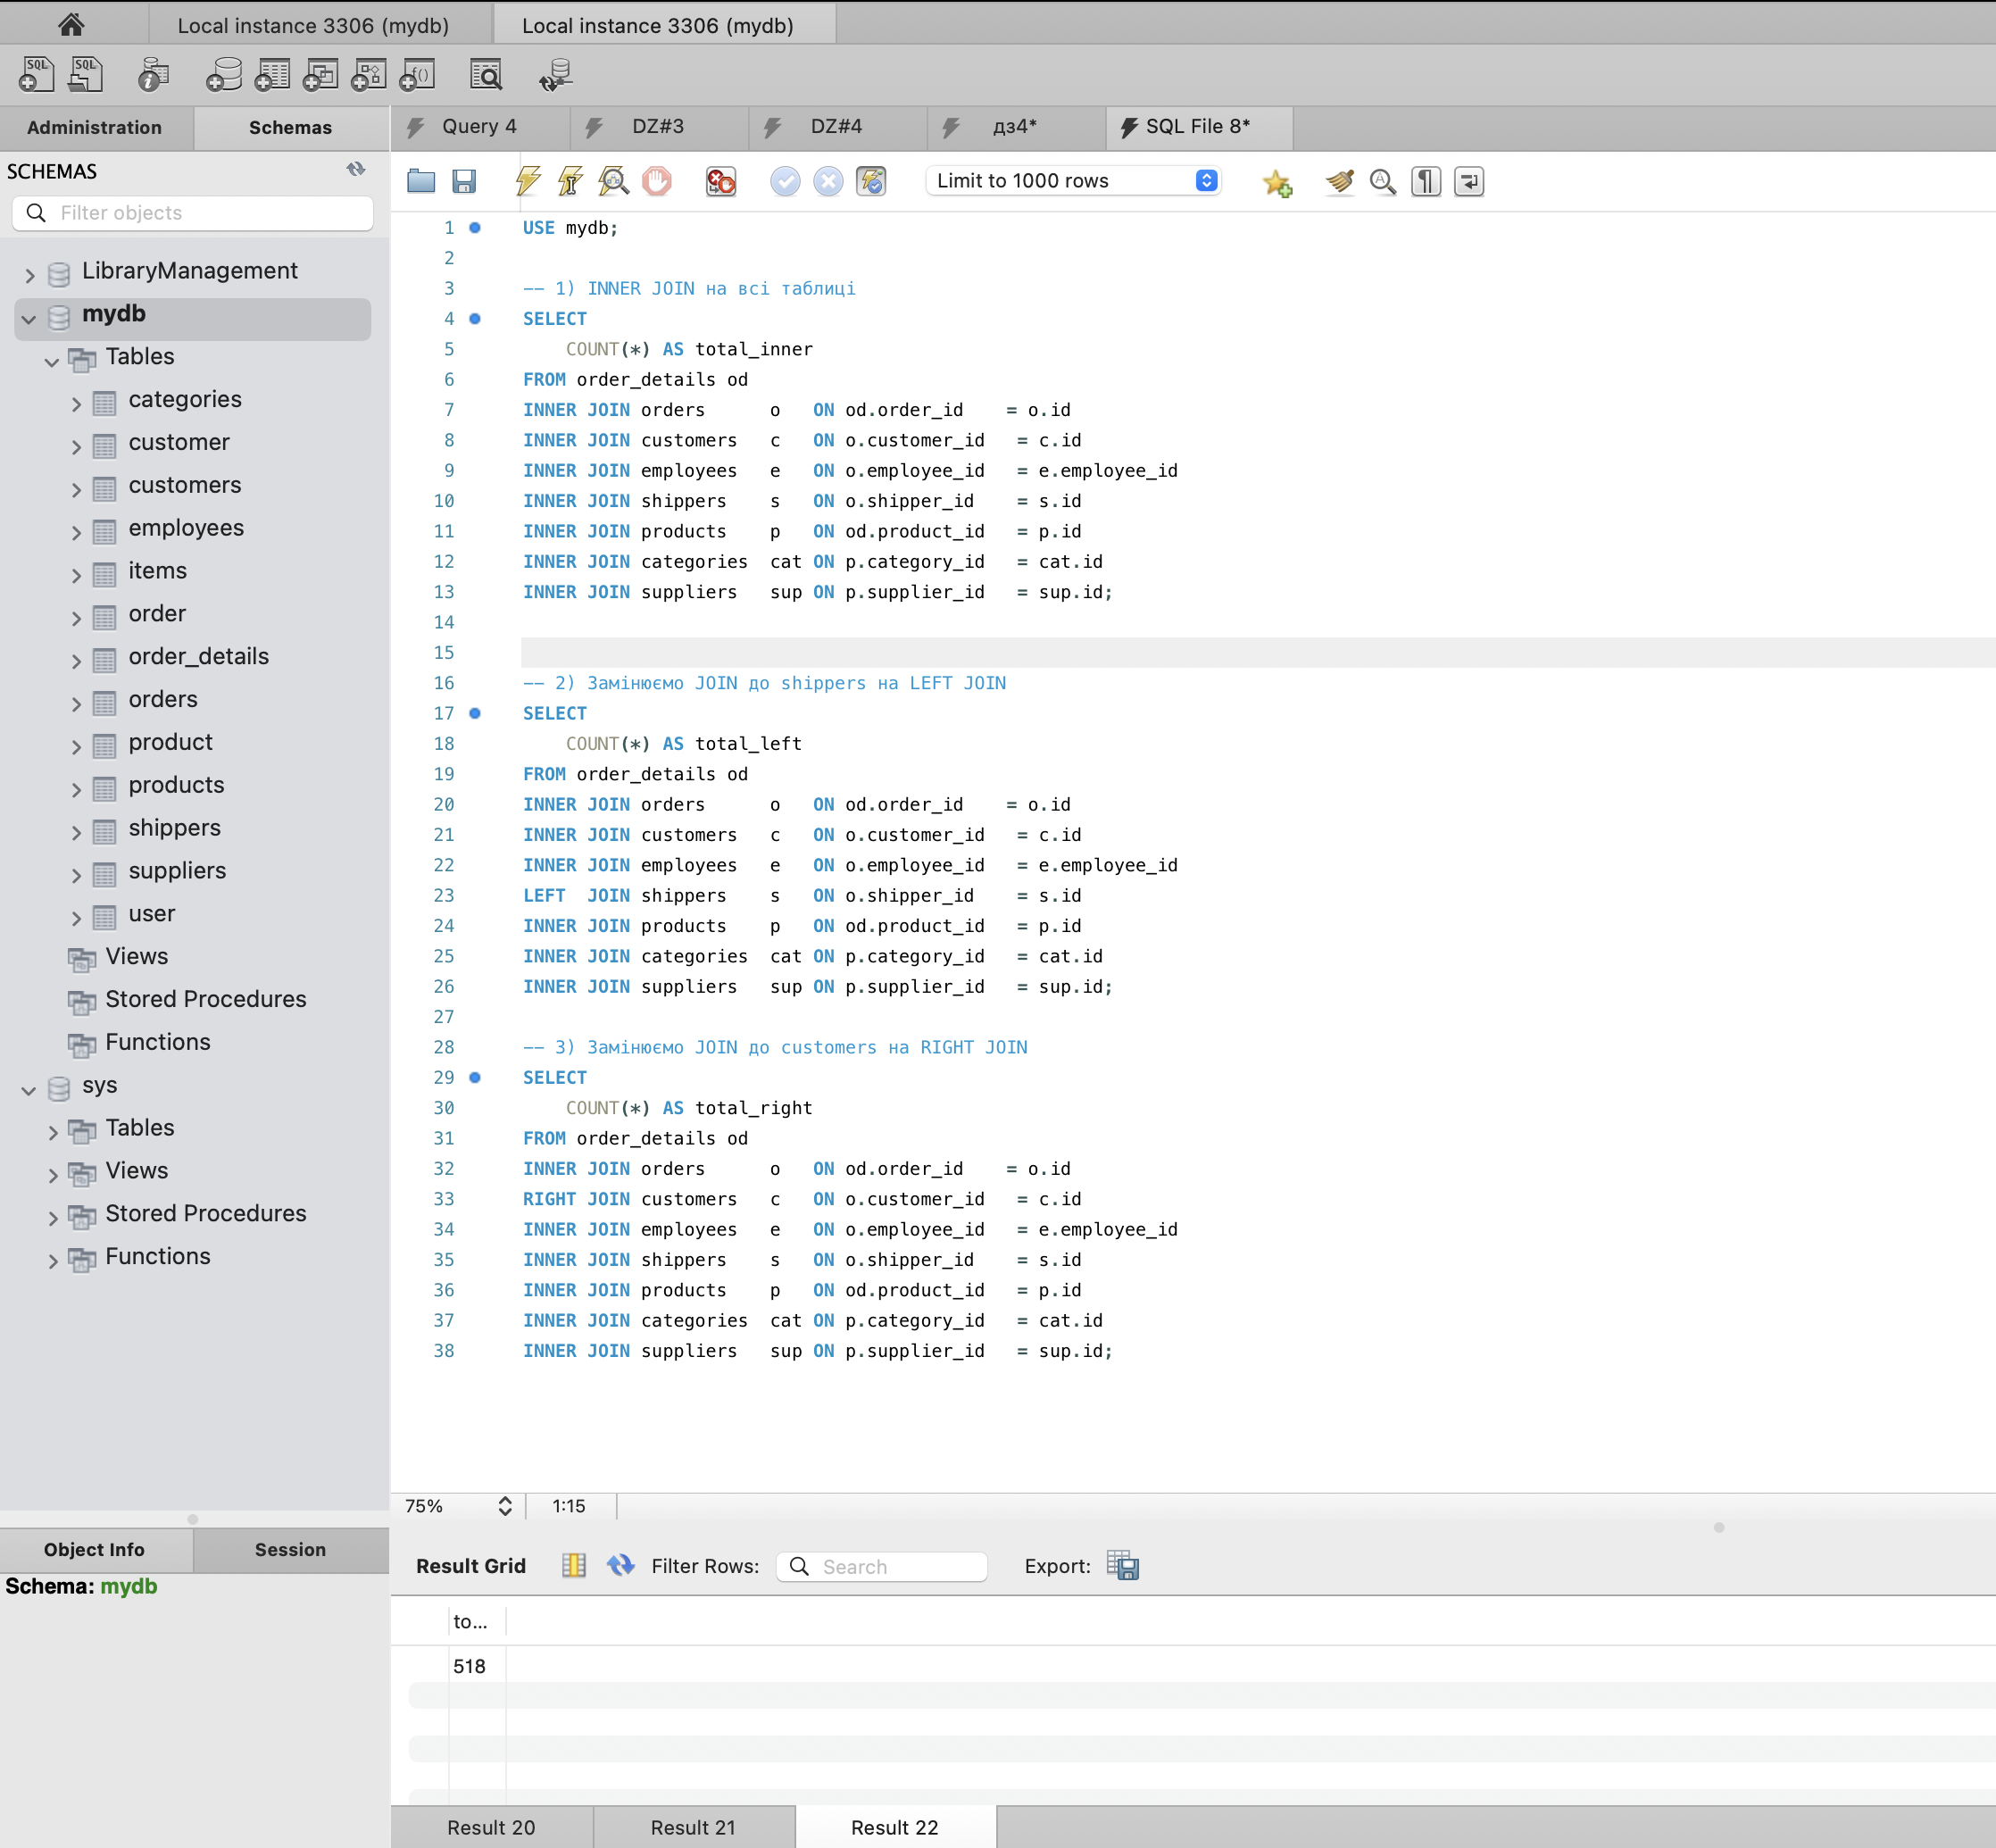 Local instance 3306 (mydb)
Local instance 3306 (mydb)
SQL
SQL
Administration
Schemas
Query 4
DZ#3
DZ#4
дз4*
SQL File 8*
SCHEMAS
Filter objects
Limit to 1000 rows
LibraryManagement
mydb
Tables
categories
customer
customers
employees
items
order
order_details
orders
product
products
shippers
suppliers
user
Views
Stored Procedures
Functions
sys
Tables
Views
Stored Procedures
Functions
1 USE mydb;
2
3 -- 1) INNER JOIN на всі таблиці
4 SELECT
5 COUNT(*) AS total_inner
6 FROM order_details od
7 INNER JOIN orders o ON od.order_id = o.id
8 INNER JOIN customers c ON o.customer_id = c.id
9 INNER JOIN employees e ON o.employee_id = e.employee_id
10 INNER JOIN shippers s ON o.shipper_id = s.id
11 INNER JOIN products p ON od.product_id = p.id
12 INNER JOIN categories cat ON p.category_id = cat.id
13 INNER JOIN suppliers sup ON p.supplier_id = sup.id;
14
15
16 -- 2) Замінюємо JOIN до shippers на LEFT JOIN
17 SELECT
18 COUNT(*) AS total_left
19 FROM order_details od
20 INNER JOIN orders o ON od.order_id = o.id
21 INNER JOIN customers c ON o.customer_id = c.id
22 INNER JOIN employees e ON o.employee_id = e.employee_id
23 LEFT JOIN shippers s ON o.shipper_id = s.id
24 INNER JOIN products p ON od.product_id = p.id
25 INNER JOIN categories cat ON p.category_id = cat.id
26 INNER JOIN suppliers sup ON p.supplier_id = sup.id;
27
28 -- 3) Замінюємо JOIN до customers на RIGHT JOIN
29 SELECT
30 COUNT(*) AS total_right
31 FROM order_details od
32 INNER JOIN orders o ON od.order_id = o.id
33 RIGHT JOIN customers c ON o.customer_id = c.id
34 INNER JOIN employees e ON o.employee_id = e.employee_id
35 INNER JOIN shippers s ON o.shipper_id = s.id
36 INNER JOIN products p ON od.product_id = p.id
37 INNER JOIN categories cat ON p.category_id = cat.id
38 INNER JOIN suppliers sup ON p.supplier_id = sup.id;
75%
1:15
Object Info
Session
Schema: mydb
Result Grid
Filter Rows:
Search
Export:
to...
518
Result 20
Result 21
Result 22